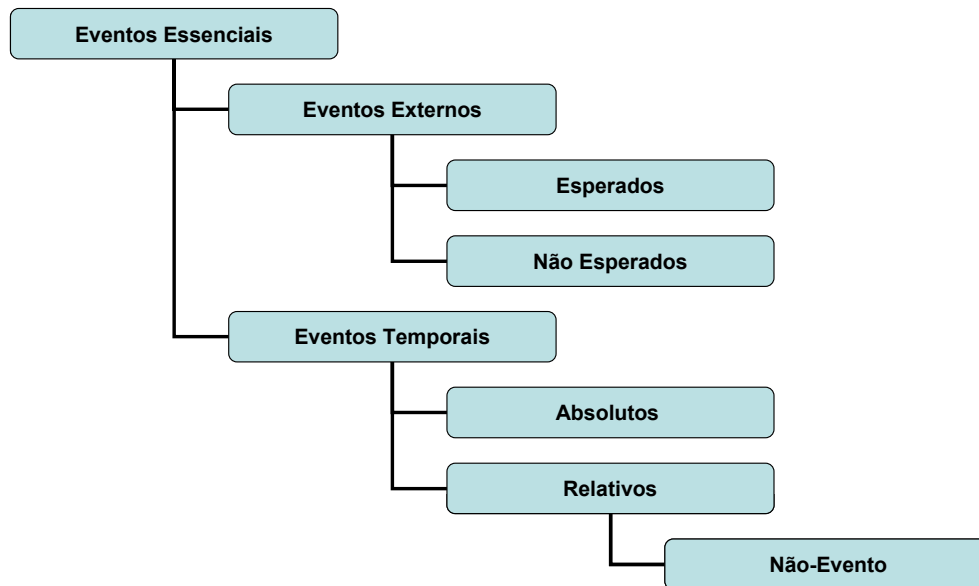 Eventos Essenciais
Eventos Externos
Esperados
Não Esperados
Eventos Temporais
Absolutos
Relativos
Não-Evento